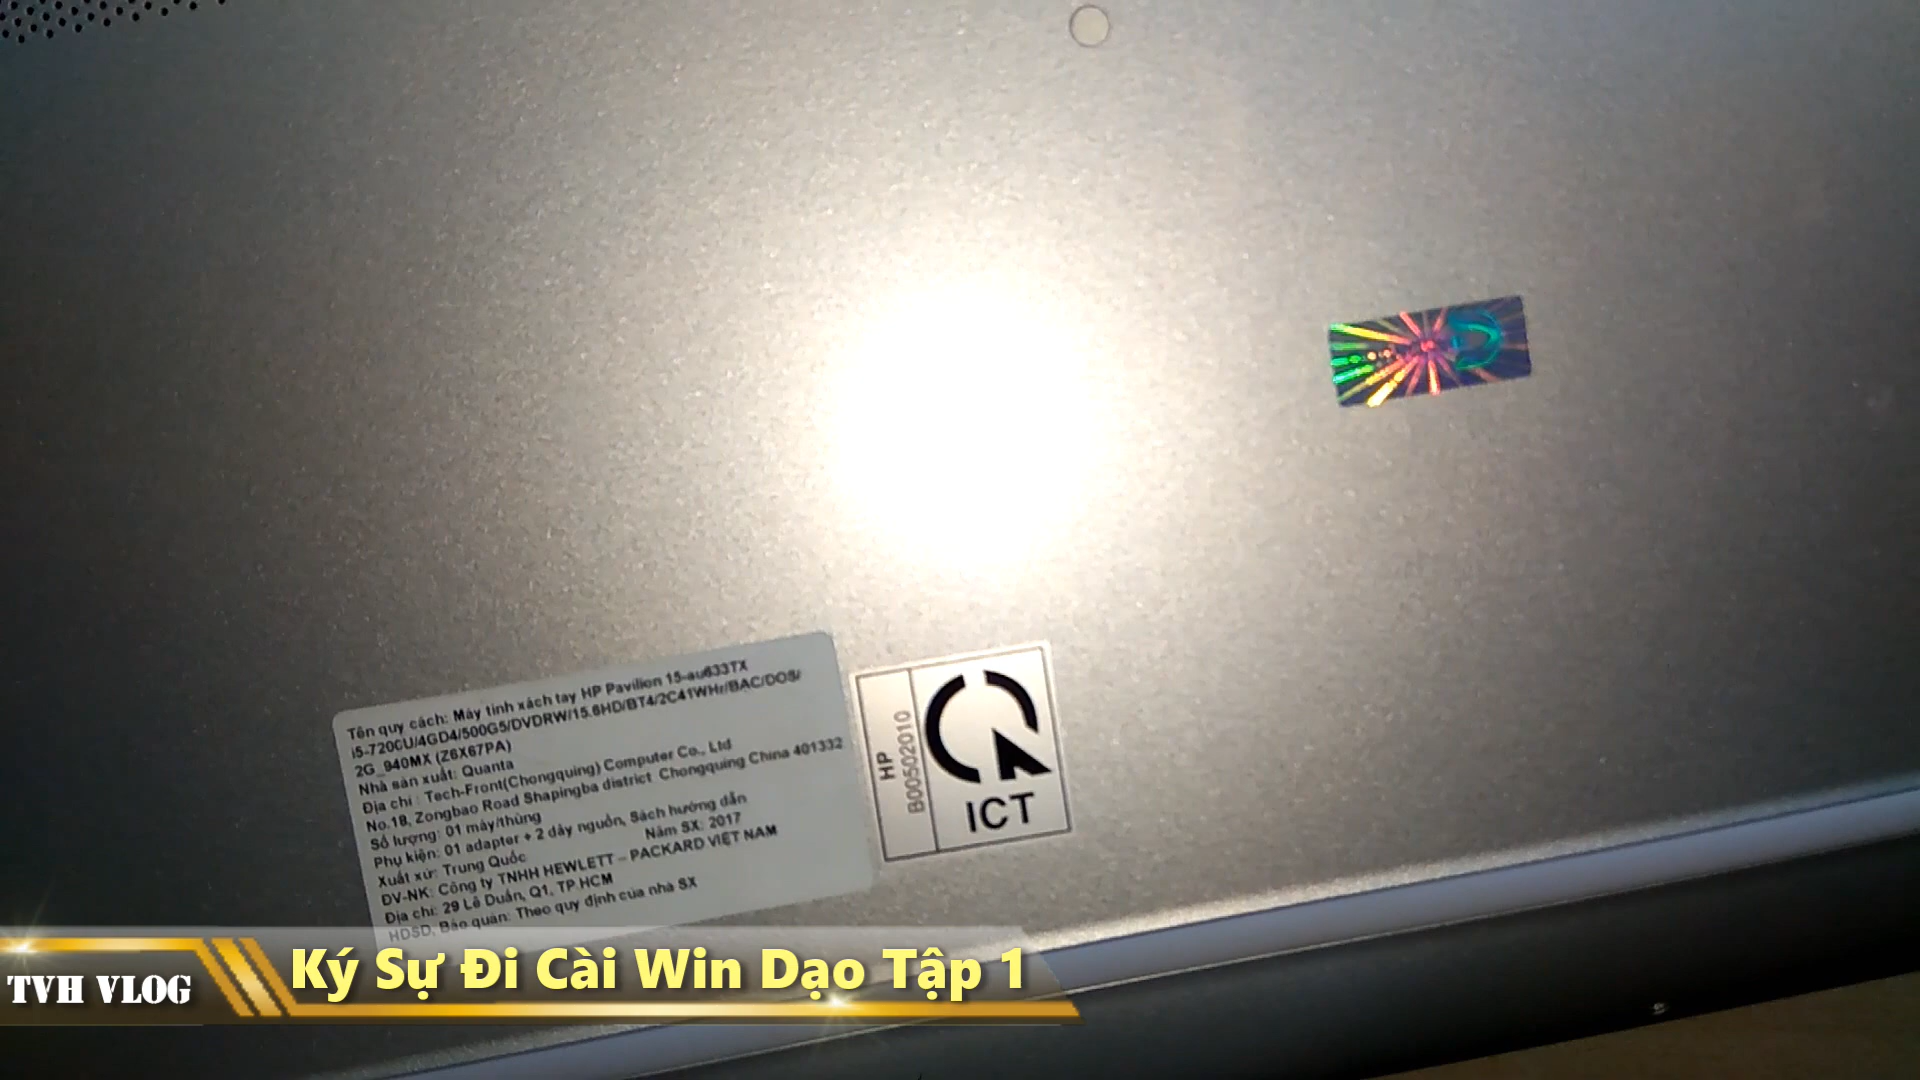 Tên quy cách: Máy tính xách tay HP Pavilion 15-au633TX
i5-7200U/4GD4/500G5/DVDRW/15.6HD/BT4/2C41WHr/BAC/DOS/
2G_940MX (Z6X67PA)
Nhà sản xuất: Quanta
Địa chỉ : Tech-Front(Chongquing) Computer Co., Ltd
No.18, Zongbao Road Shapingba district Chongquing China 401332
Số lượng: 01 máy/thùng
Phụ kiện: 01 adapter + 2 dây nguồn, Sách hướng dẫn
Xuất xứ: Trung Quốc Năm SX: 2017
ĐV-NK: Công ty TNHH HEWLETT – PACKARD VIỆT NAM
Địa chỉ: 29 Lê Duẩn, Q1, TP.HCM
HDSD, Bảo quản: Theo quy định của nhà SX
HP
B00502010
ICT
TVH VLOG
Ký Sự Đi Cài Win Dạo Tập 1